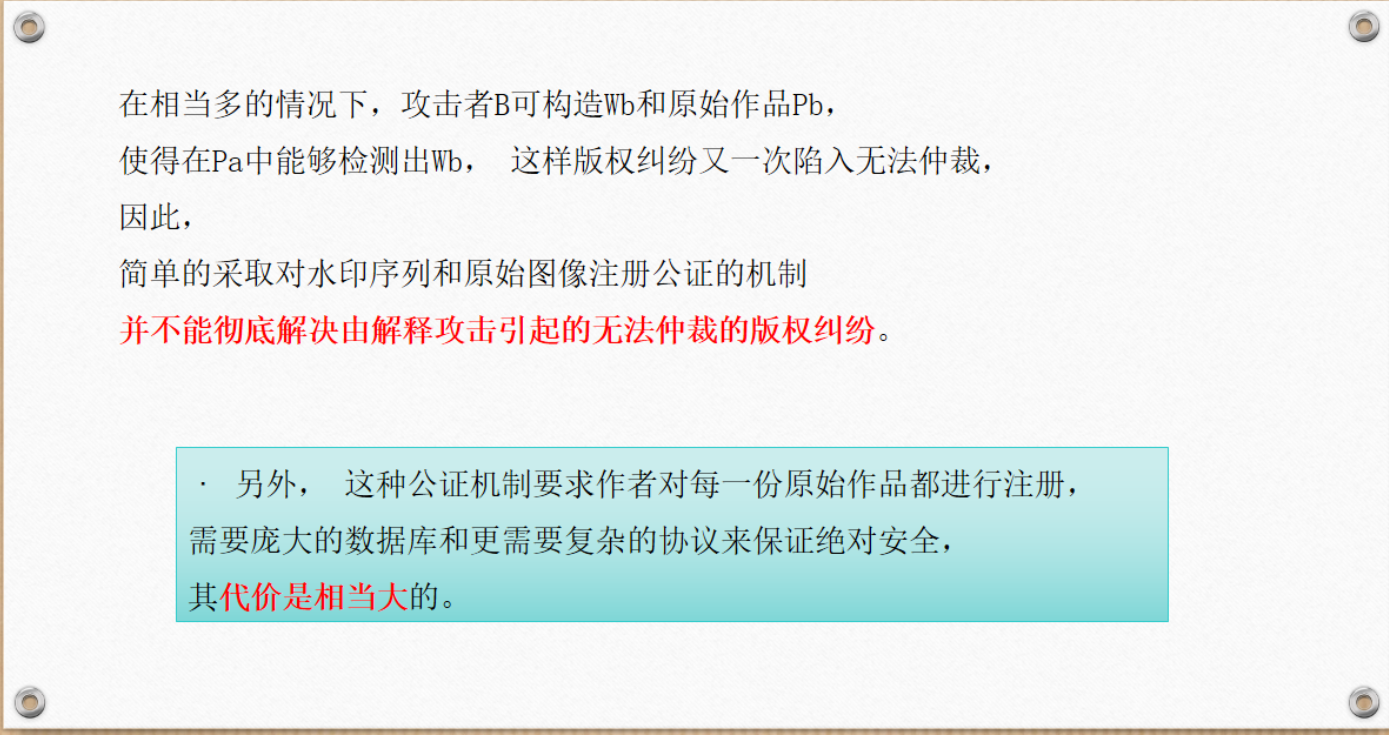 在相当多的情况下，攻击者B可构造Wb和原始作品Pb，
使得在Pa中能够检测出Wb， 这样版权纠纷又一次陷入无法仲裁，
因此，
简单的采取对水印序列和原始图像注册公证的机制
并不能彻底解决由解释攻击引起的无法仲裁的版权纠纷。
· 另外， 这种公证机制要求作者对每一份原始作品都进行注册，
需要庞大的数据库和更需要复杂的协议来保证绝对安全，
其代价是相当大的。